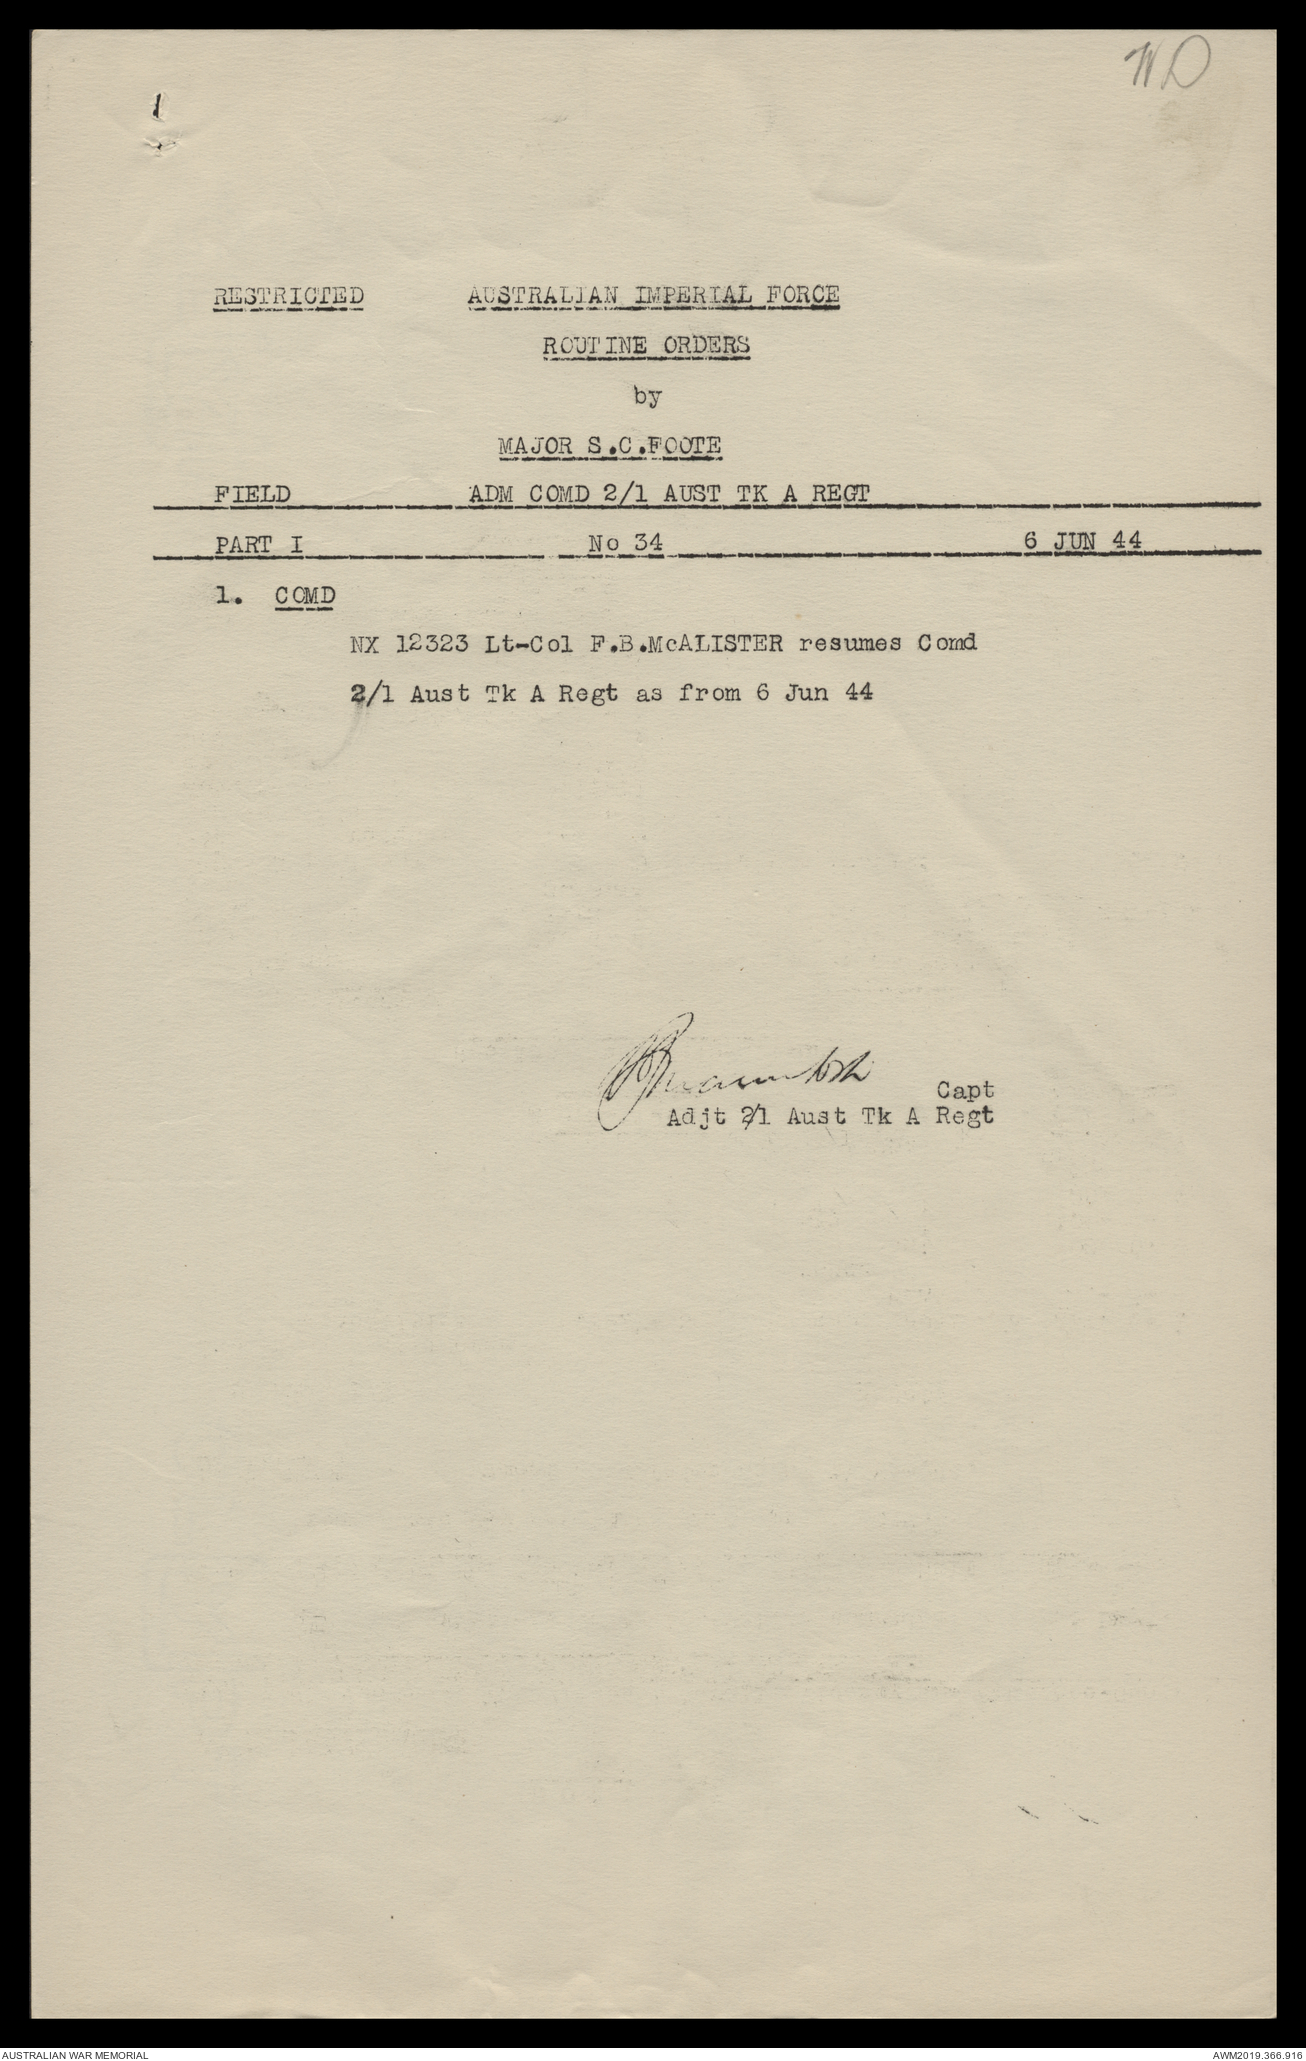 WD
RESTRICTED AUSTRALIAN IMPERIAL FORCE
ROUTINE ORDERS
by
MAJOR S.C.FOOTE
FIELD ADM COMD 2/1 AUST TK A REGT
PART I No 34 6 JUN 44
1. COMD
NX 12323 Lt-Col F.B.McALISTER resumes Comd
2/1 Aust Tk A Regt as from 6 Jun 44
Capt
Adjt 2/1 Aust Tk A Regt
AUSTRALIAN WAR MEMORIAL AWM2019.366.916